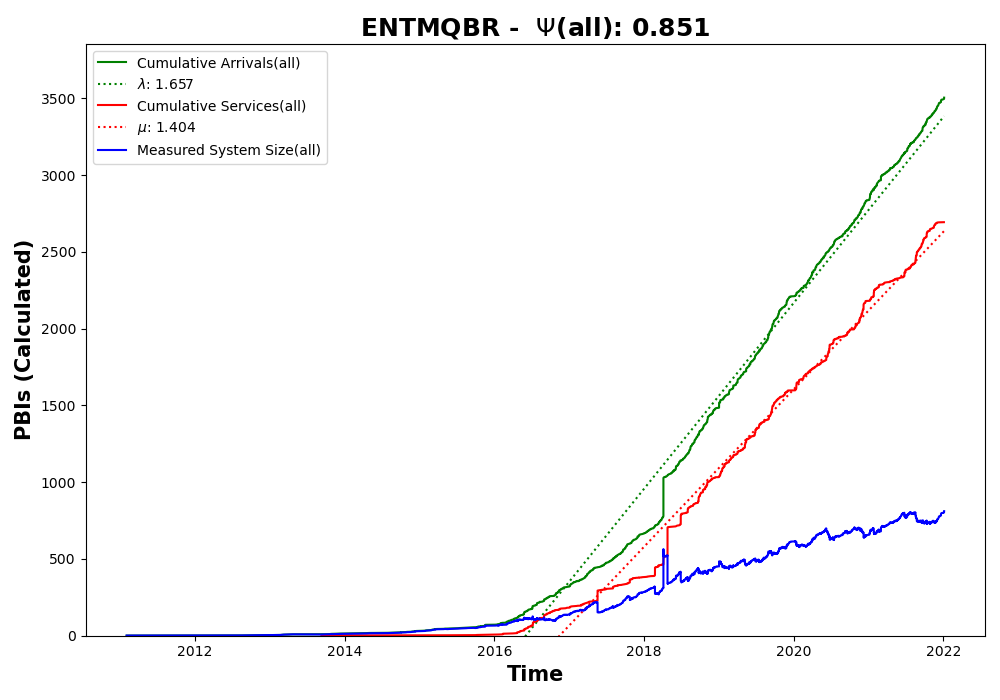 ENTMQBR - Ψ(all): 0.851
Cumulative Arrivals(all)
λ: 1.657
Cumulative Services(all)
μ: 1.404
Measured System Size(all)
PBIs (Calculated)
3500
3000
2500
2000
1500
1000
500
0
2012
2014
2016
2018
2020
2022
Time